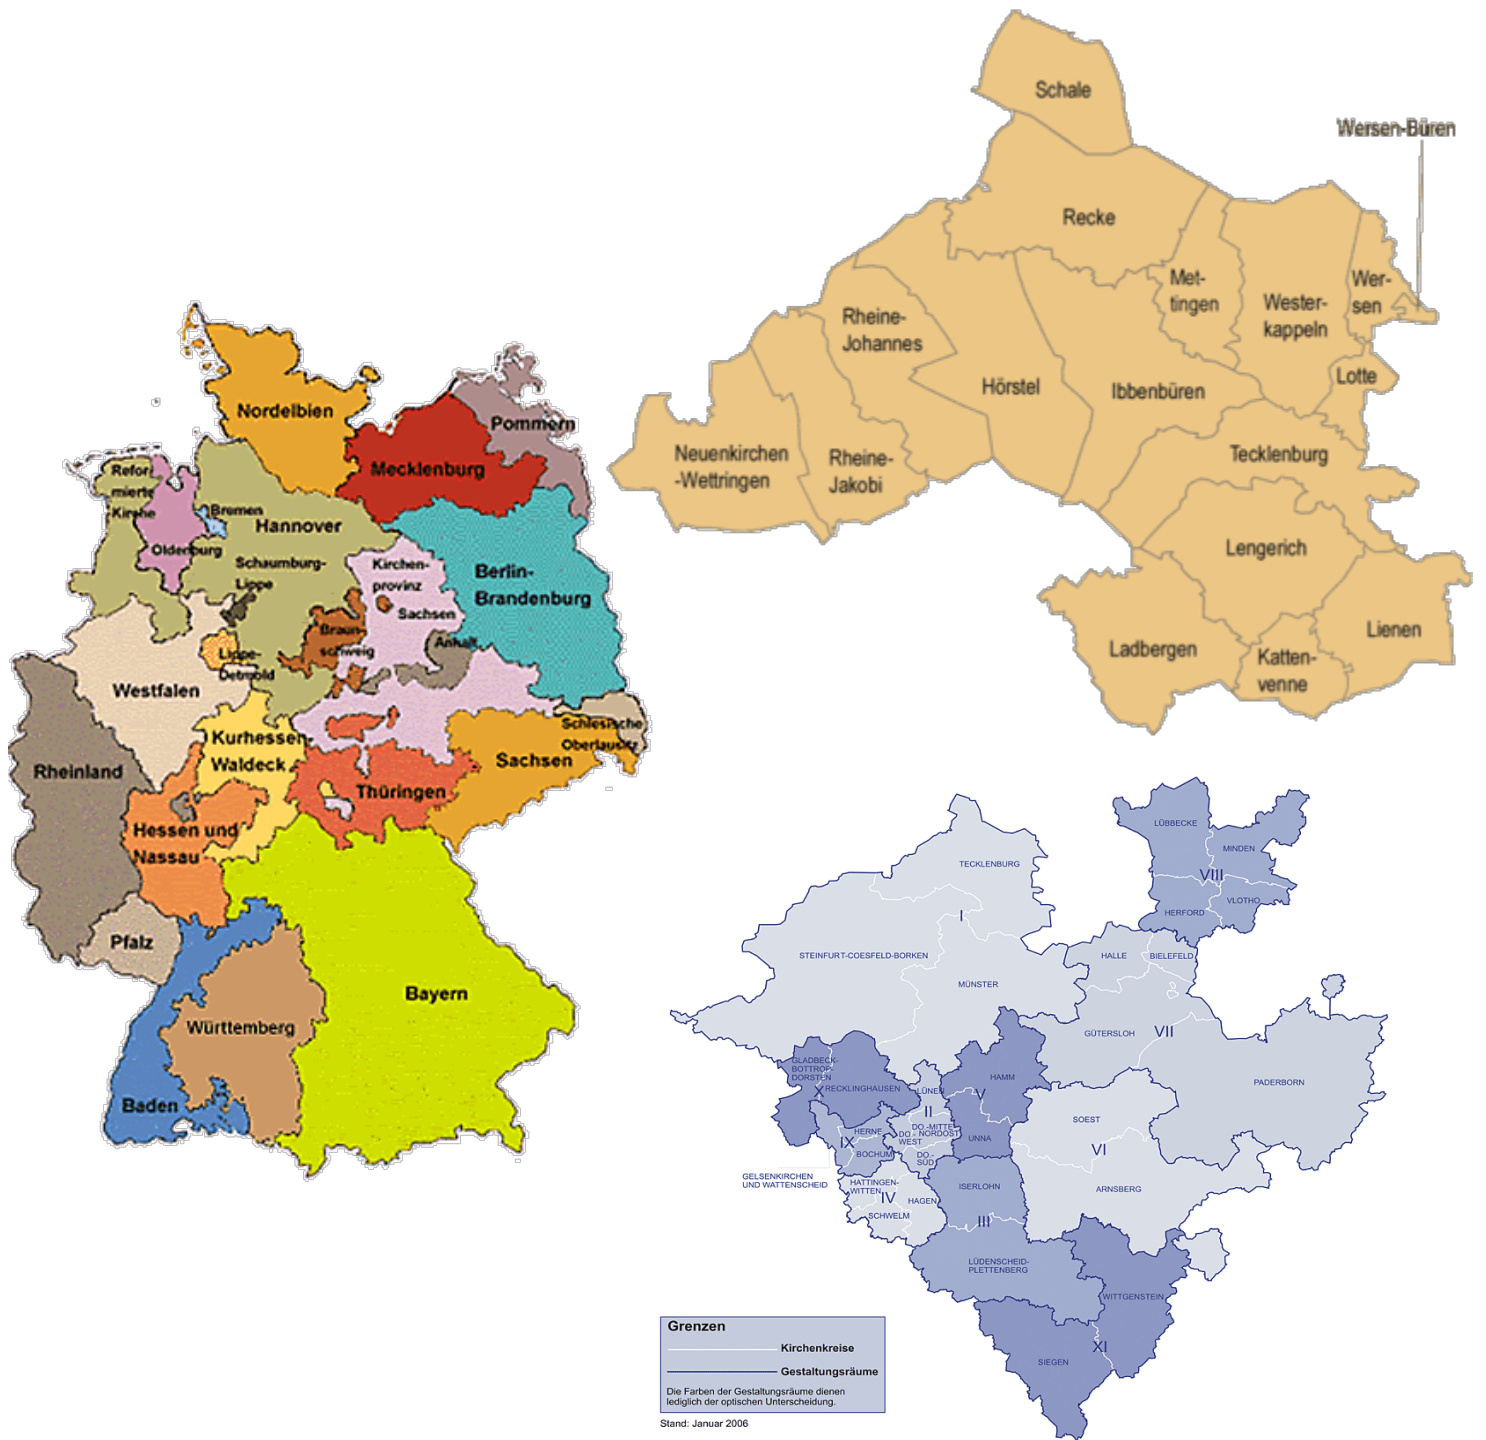 Nordelbien
Pommern
Mecklenburg
Refor-
mierte
Kirche
Bremen
Hannover
Oldenburg
Schaumburg-
Lippe
Kirchen-
provinz
Sachsen
Berlin-
Brandenburg
Braun-
schweig
Anhalt
Lippe-
Detmold
Westfalen
Schlesische
Oberlausitz
Kurhessen-
Waldeck
Sachsen
Rheinland
Thüringen
Hessen und
Nassau
Pfalz
Bayern
Württemberg
Baden
Schale
Wersen-Büren
Recke
Met-
tingen
Wester-
kappeln
Wer-
sen
Rheine-
Johannes
Hörstel
Ibbenbüren
Lotte
Neuenkirchen
-Wettringen
Rheine-
Jakobi
Tecklenburg
Lengerich
Lienen
Ladbergen
Katten-
venne
LÜBBECKE
MINDEN
VIII
VLOTHO
HERFORD
TECKLENBURG
I
STEINFURT-COESFELD-BORKEN
MÜNSTER
HALLE
BIELEFELD
GÜTERSLOH
VII
PADERBORN
GLADBECK-
BOTTROP-
DORSTEN
X
RECKLINGHAUSEN
LÜNEN
HAMM
V
II
DO.-MITTE
NORDOST
DO.-
WEST
UNNA
DO.-
SÜD
SOEST
VI
ARNSBERG
HERNE
IX
BOCHUM
GELSENKIRCHEN
UND WATTENSCHEID
HATTINGEN-
WITTEN
IV
HAGEN
SCHWELM
ISERLOHN
III
LÜDENSCHEID-
PLETTENBERG
WITTGENSTEIN
XI
SIEGEN
Grenzen
Kirchenkreise
Gestaltungsräume
Die Farben der Gestaltungsräume dienen
lediglich der optischen Unterscheidung.
Stand: Januar 2006